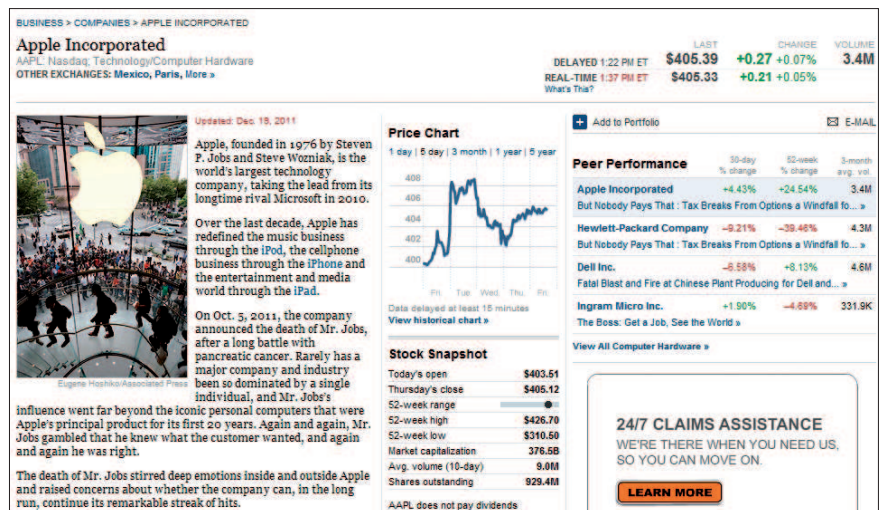 BUSINESS > COMPANIES > APPLE INCORPORATED
Apple Incorporated
AAPL: Nasdaq; Technology/Computer Hardware
OTHER EXCHANGES: Mexico, Paris, More »
LAST CHANGE VOLUME
DELAYED 1:22 PM ET $405.39 +0.27 +0.07% 3.4M
REAL-TIME 1:37 PM ET $405.33 +0.21 +0.05%
What's This?
Updated: Dec. 19, 2011
Apple, founded in 1976 by Steven
P. Jobs and Steve Wozniak, is the
world's largest technology
company, taking the lead from its
longtime rival Microsoft in 2010.
Over the last decade, Apple has
redefined the music business
through the iPod, the cellphone
business through the iPhone and
the entertainment and media
world through the iPad.
On Oct. 5, 2011, the company
announced the death of Mr. Jobs,
after a long battle with
pancreatic cancer. Rarely has a
major company and industry
been so dominated by a single
individual, and Mr. Jobs's
Eugene Hoshiko/Associated Press
influence went far beyond the iconic personal computers that were
Apple's principal product for its first 20 years. Again and again, Mr.
Jobs gambled that he knew what the customer wanted, and again
and again he was right.
The death of Mr. Jobs stirred deep emotions inside and outside Apple
and raised concerns about whether the company can, in the long
run, continue its remarkable streak of hits.
Price Chart
1 day | 5 day | 3 month | 1 year | 5 year
408
406
404
402
400
Fri. Tue. Wed. Thu. Fri.
Data delayed at least 15 minutes
View historical chart »
Stock Snapshot
Today's open $403.51
Thursday's close $405.12
52-week range
52-week high $426.70
52-week low $310.50
Market capitalization 376.5B
Avg. volume (10-day) 9.0M
Shares outstanding 929.4M
AAPL does not pay dividends
Add to Portfolio
E-MAIL
Peer Performance
30-day % change 52-week % change 3-month avg. vol.
Apple Incorporated +4.43% +24.54% 3.4M
But Nobody Pays That : Tax Breaks From Options a Windfall fo... »
Hewlett-Packard Company -9.21% -39.46% 4.3M
But Nobody Pays That : Tax Breaks From Options a Windfall fo... »
Dell Inc. -6.58% +8.13% 4.6M
Fatal Blast and Fire at Chinese Plant Producing for Dell and... »
Ingram Micro Inc. +1.90% -4.69% 331.9K
The Boss: Get a Job, See the World »
View All Computer Hardware »
24/7 CLAIMS ASSISTANCE
WE'RE THERE WHEN YOU NEED US,
SO YOU CAN MOVE ON.
LEARN MORE